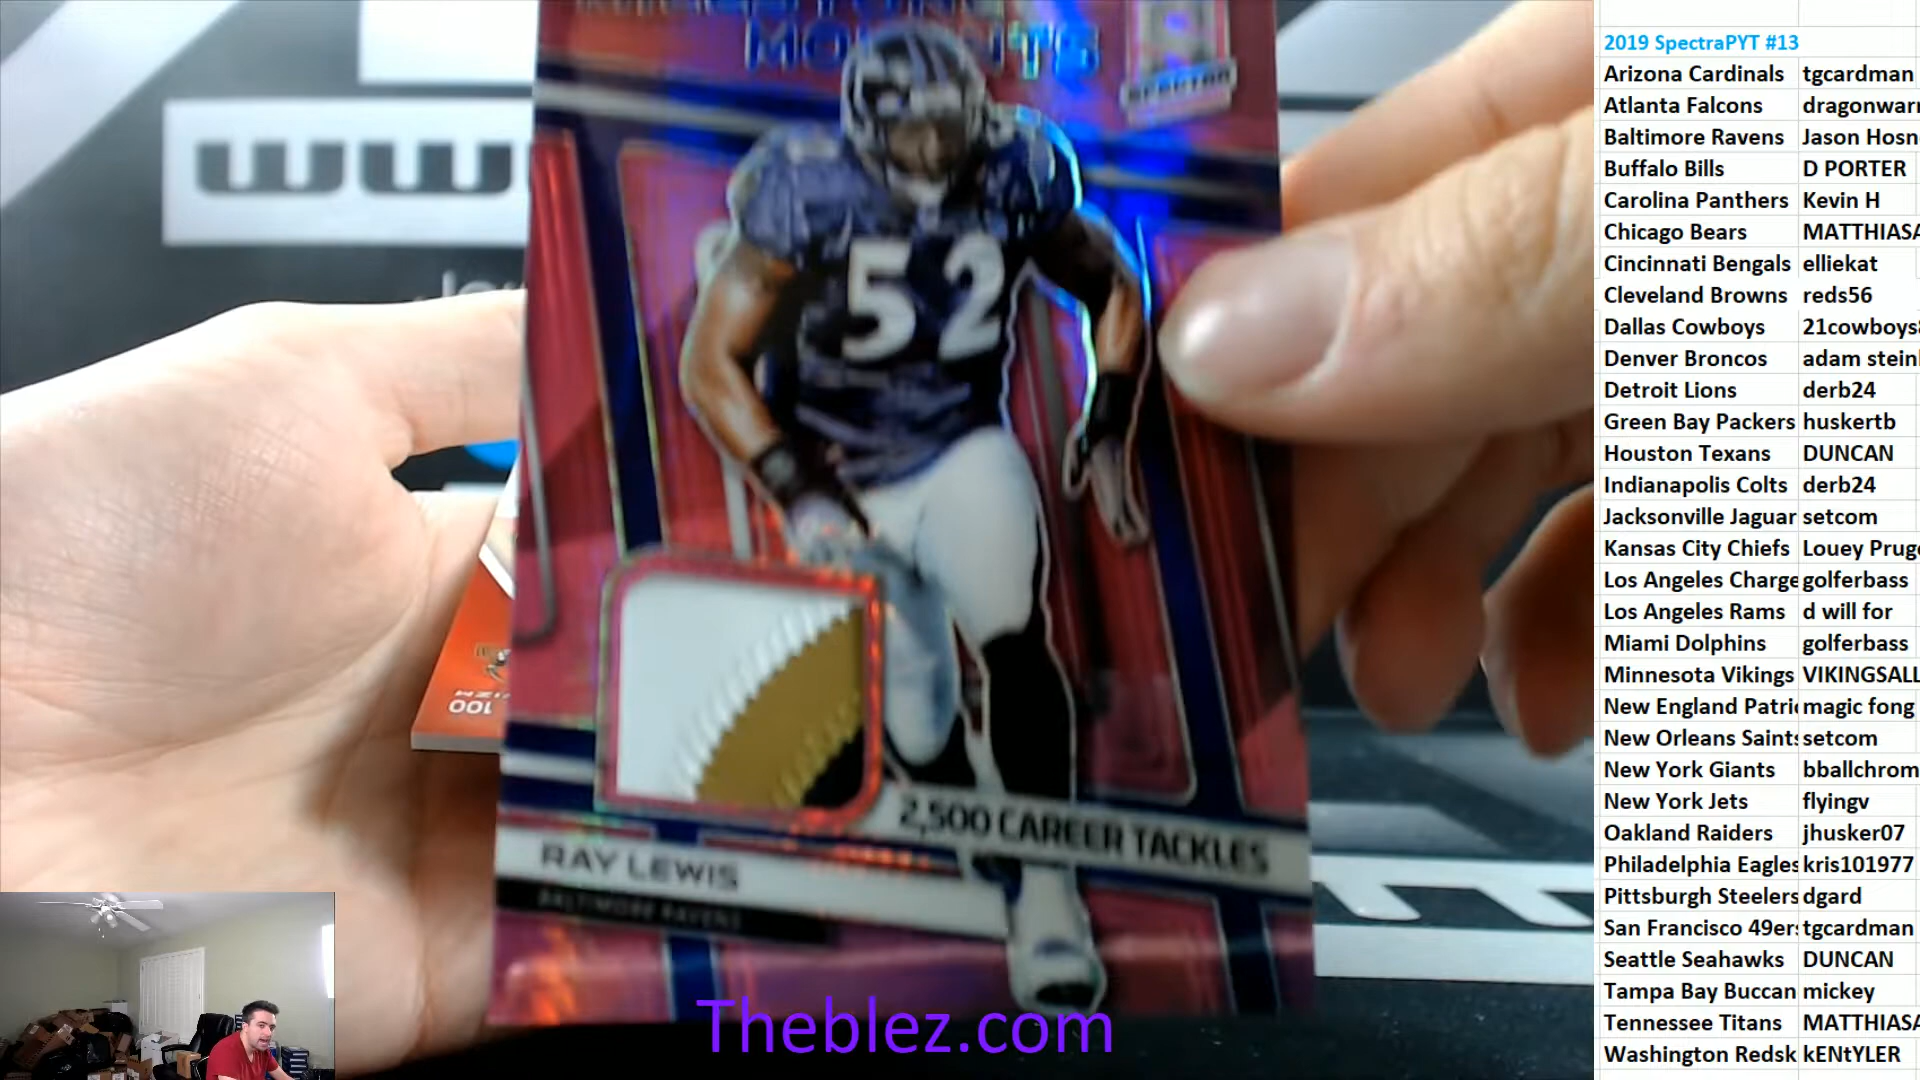 MOMENTS
SPECTRA
52
2,500 CAREER TACKLES
RAY LEWIS
BALTIMORE RAVENS
100
Theblez.com
2019 SpectraPYT #13
Arizona Cardinals tgcardman
Atlanta Falcons dragonwarr
Baltimore Ravens Jason Hosn
Buffalo Bills D PORTER
Carolina Panthers Kevin H
Chicago Bears MATTHIASA
Cincinnati Bengals elliekat
Cleveland Browns reds56
Dallas Cowboys 21cowboys8
Denver Broncos adam stein
Detroit Lions derb24
Green Bay Packers huskertb
Houston Texans DUNCAN
Indianapolis Colts derb24
Jacksonville Jaguar setcom
Kansas City Chiefs Louey Pruge
Los Angeles Charge golferbass
Los Angeles Rams d will for
Miami Dolphins golferbass
Minnesota Vikings VIKINGSALL
New England Patri magic fong
New Orleans Saints setcom
New York Giants bballchrom
New York Jets flyingv
Oakland Raiders jhusker07
Philadelphia Eagles kris101977
Pittsburgh Steelers dgard
San Francisco 49ers tgcardman
Seattle Seahawks DUNCAN
Tampa Bay Buccan mickey
Tennessee Titans MATTHIASA
Washington Redsk kENtYLER